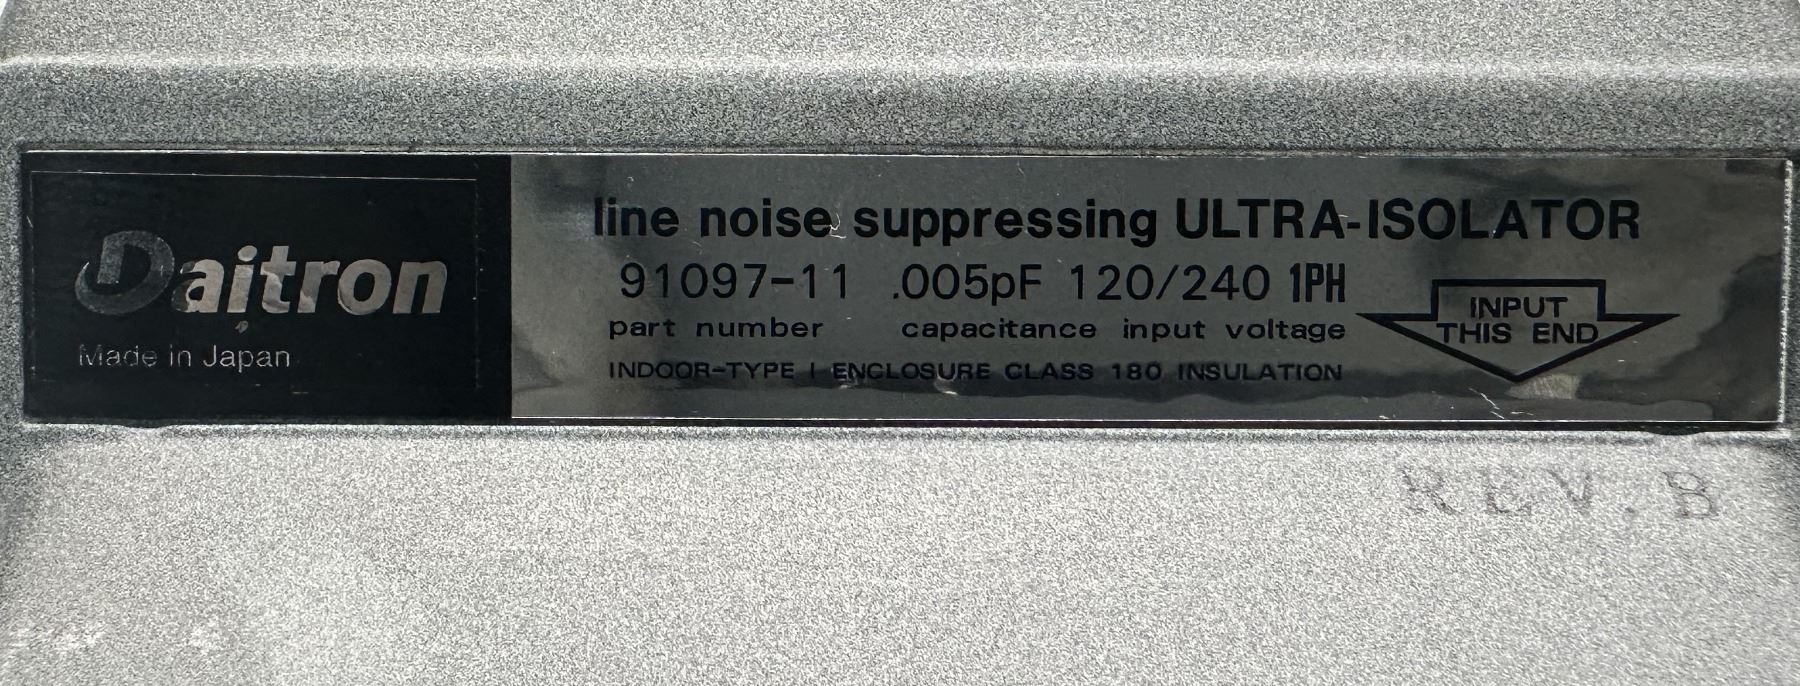 Daitron
Made in Japan
line noise suppressing ULTRA-ISOLATOR
91097-11 .005pF 120/240 1PH
part number capacitance input voltage
INDOOR-TYPE I ENCLOSURE CLASS 180 INSULATION
INPUT
THIS END
REV. B